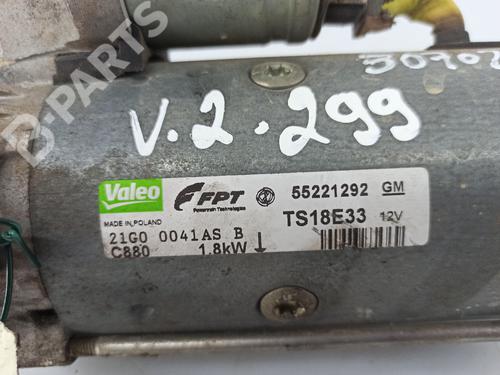 30902
V.2.299
B-PARTS
Valeo FPT 55221292 GM
Powertrain Technologies
MADE IN POLAND TS18E33 12V
21G0 0041AS B
C880 1.8kW